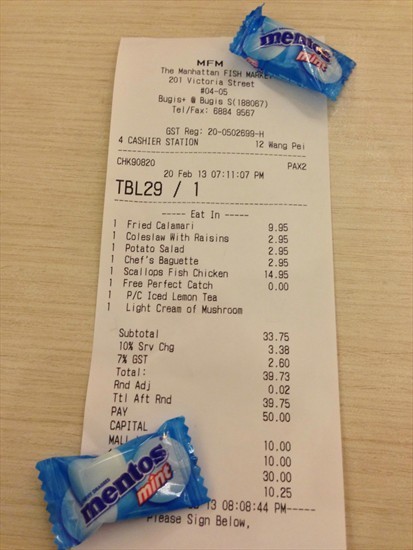 mentos
mint
MFM
The Manhattan FISH MARKE
201 Victoria Street
#04-05
Bugis+ @ Bugis S(188067)
Tel/Fax: 6884 9567
GST Reg: 20-0502699-H
4 CASHIER STATION 12 Wang Pei
CHK90820 PAX2
20 Feb 13 07:11:07 PM
TBL29 / 1
----- Eat In -----
1 Fried Calamari 9.95
1 Coleslaw With Raisins 2.95
1 Potato Salad 2.95
1 Chef's Baguette 2.95
1 Scallops Fish Chicken 14.95
1 Free Perfect Catch 0.00
1 P/C Iced Lemon Tea
1 Light Cream of Mushroom
Subtotal 33.75
10% Srv Chg 3.38
7% GST 2.60
Total: 39.73
Rnd Adj 0.02
Ttl Aft Rnd 39.75
PAY 50.00
CAPITAL
MALL 10.00
10.00
30.00
10.25
13 08:08:44 PM-----
Please Sign Below,
mentos
mint